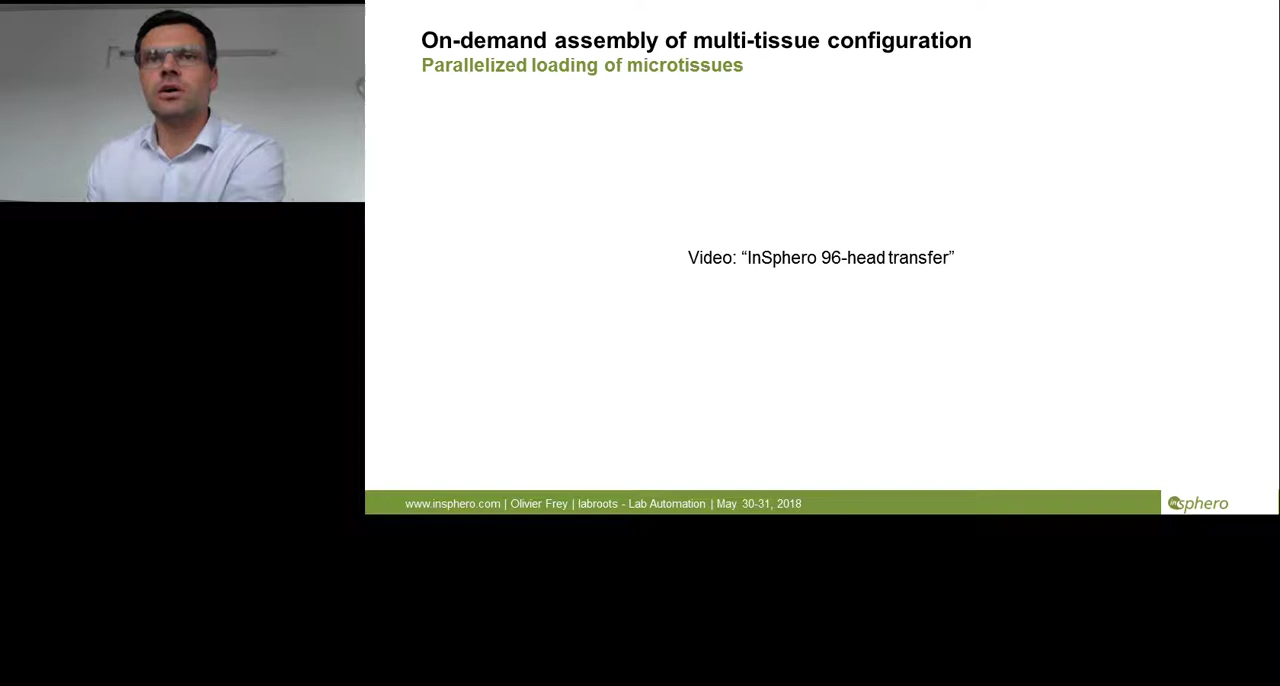 On-demand assembly of multi-tissue configuration
Parallelized loading of microtissues
Video: “InSphero 96-head transfer”
www.insphero.com | Olivier Frey | labroots - Lab Automation | May 30-31, 2018
insphero